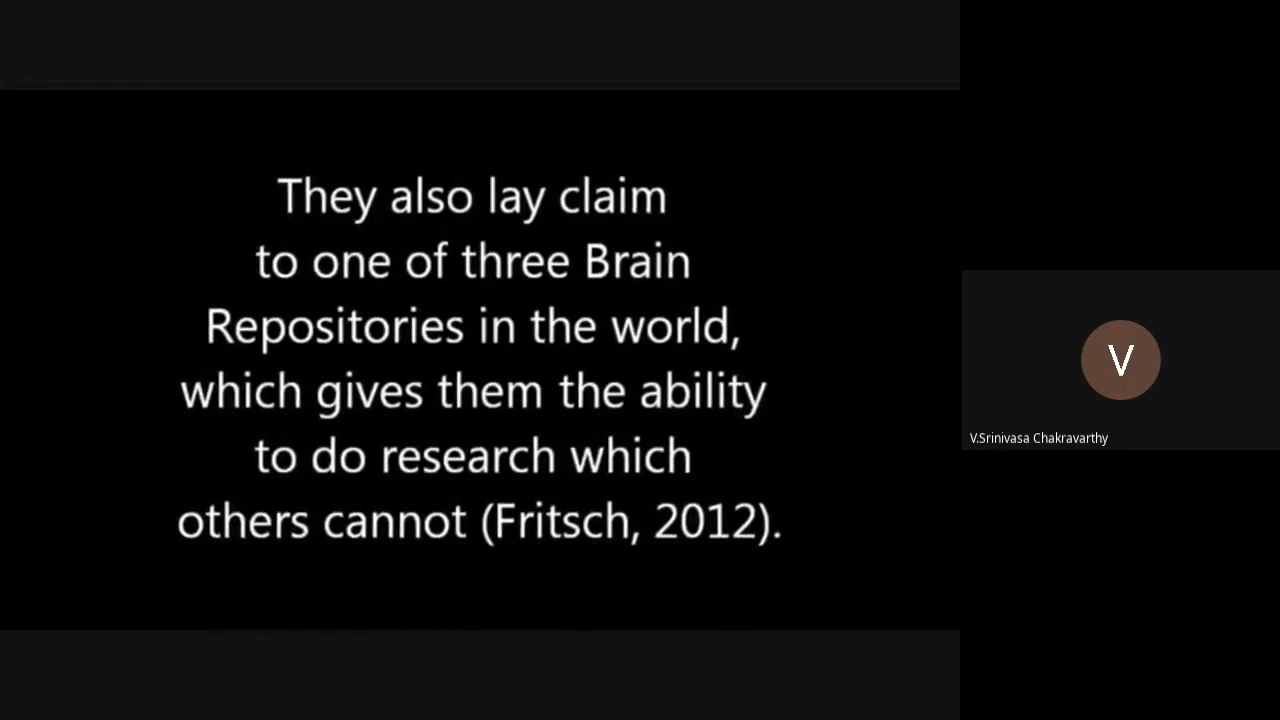 They also lay claim
to one of three Brain
Repositories in the world,
which gives them the ability
to do research which
others cannot (Fritsch, 2012).
V
V.Srinivasa Chakravarthy